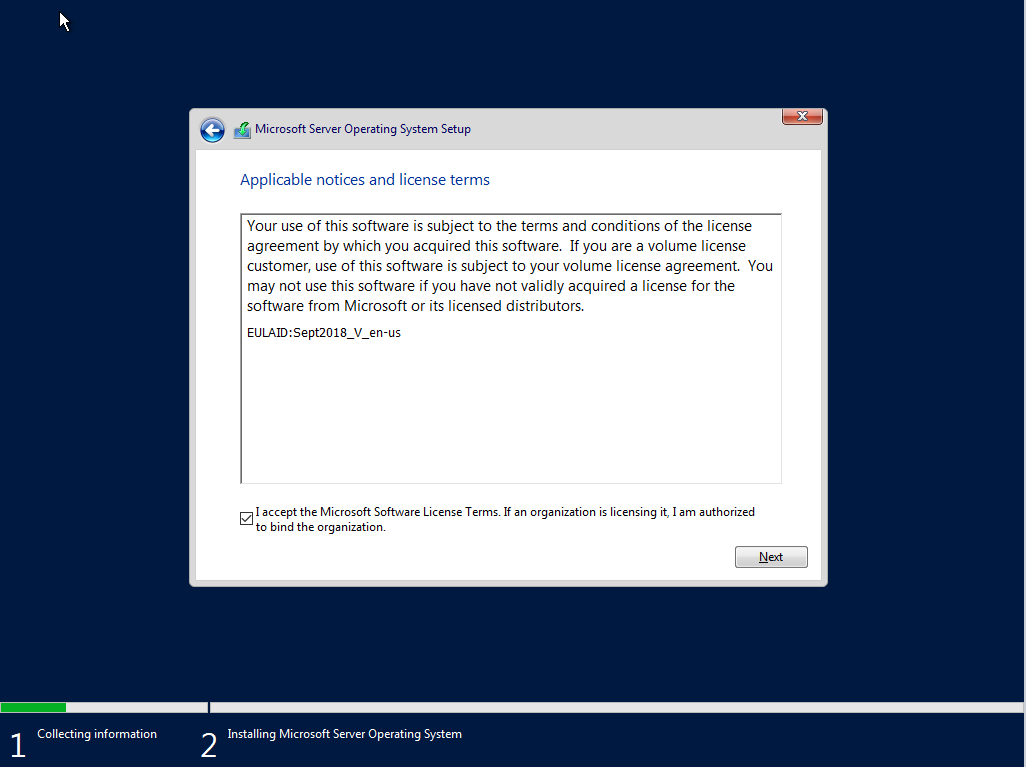 Microsoft Server Operating System Setup
Applicable notices and license terms
Your use of this software is subject to the terms and conditions of the license
agreement by which you acquired this software.  If you are a volume license
customer, use of this software is subject to your volume license agreement.  You
may not use this software if you have not validly acquired a license for the
software from Microsoft or its licensed distributors.
EULAID:Sept2018_V_en-us
I accept the Microsoft Software License Terms. If an organization is licensing it, I am authorized
to bind the organization.
Next
1 Collecting information
2 Installing Microsoft Server Operating System